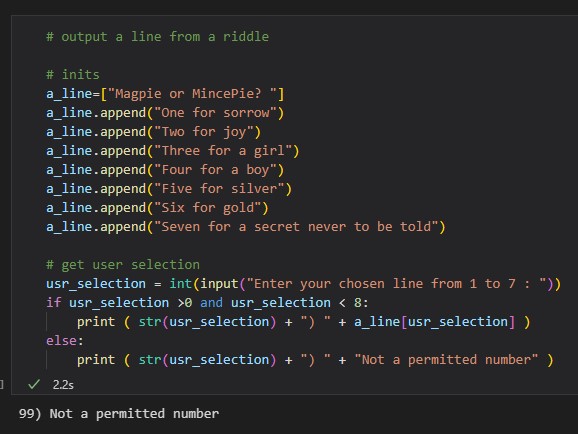 # output a line from a riddle
# inits
a_line=["Magpie or MincePie? "]
a_line.append("One for sorrow")
a_line.append("Two for joy")
a_line.append("Three for a girl")
a_line.append("Four for a boy")
a_line.append("Five for silver")
a_line.append("Six for gold")
a_line.append("Seven for a secret never to be told")
# get user selection
usr_selection = int(input("Enter your chosen line from 1 to 7 : "))
if usr_selection >0 and usr_selection < 8:
    print ( str(usr_selection) + ") " + a_line[usr_selection] )
else:
    print ( str(usr_selection) + ") " + "Not a permitted number" )
] ✓ 2.2s
99) Not a permitted number